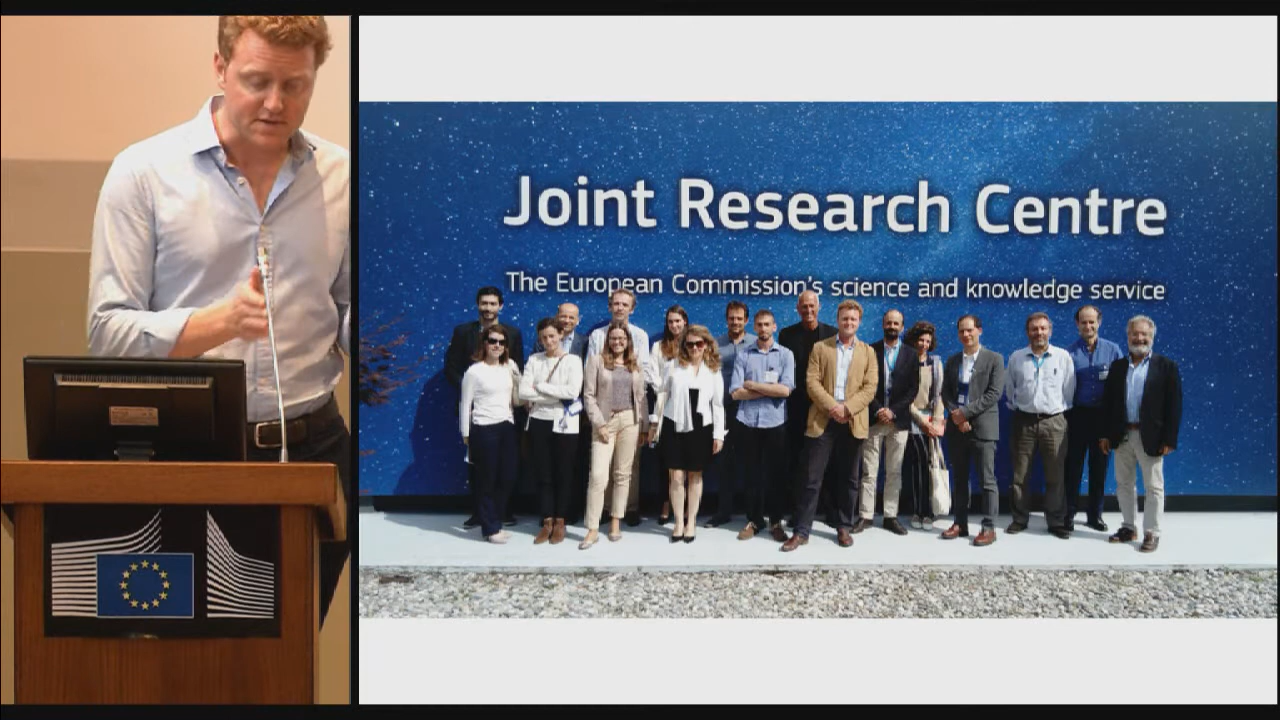 Joint Research Centre
The European Commission's science and knowledge service